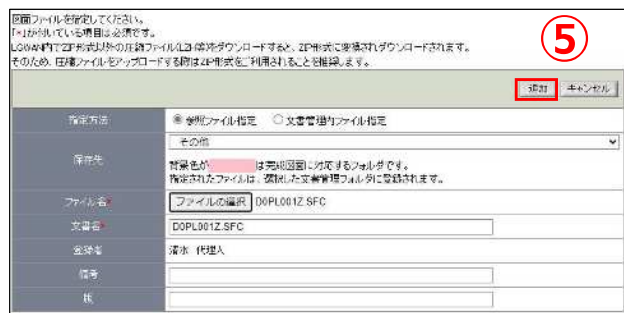 図面ファイルを指定してください。
「*」が付いている項目は必須です。
LGWAN内でZIP形式以外の圧縮ファイル(LZH等)をダウンロードすると、ZIP形式に変換されダウンロードされます。
そのため、圧縮ファイルをアップロードする際はZIP形式をご利用されることを推奨します。
⑤
追加 キャンセル
指定方法 参照ファイル指定 文書管理内ファイル指定
保存先 その他
背景色が は完成図面に対応するフォルダです。
指定されたファイルは、選択した文書管理フォルダに登録されます。
ファイル名* ファイルの選択 D0PL001Z.SFC
文書名* D0PL001Z.SFC
登録者 清水 代理人
備考
版